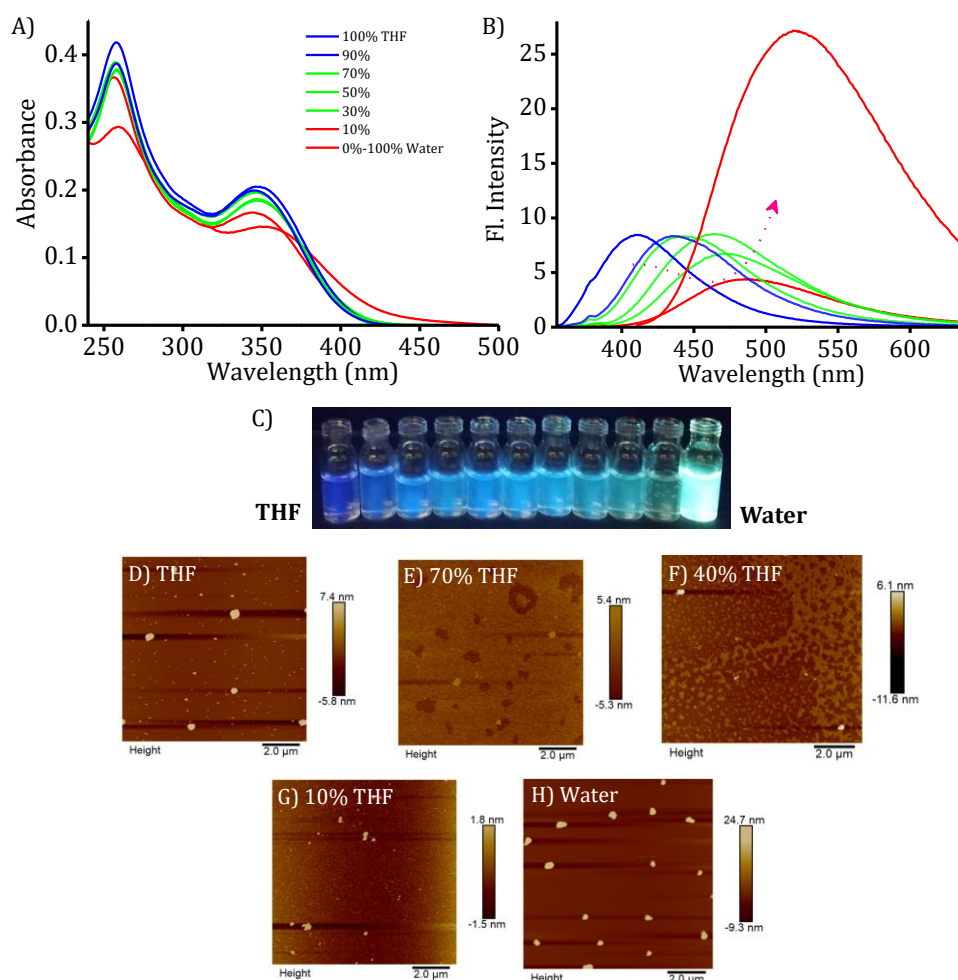 A)
100% THF
90%
70%
50%
30%
10%
0%-100% Water
0.4
0.3
0.2
0.1
0.0
Absorbance
250 300 350 400 450 500
Wavelength (nm)
B)
25
20
15
10
5
0
Fl. Intensity
400 450 500 550 600
Wavelength (nm)
C)
THF
Water
D) THF
7.4 nm
-5.8 nm
Height
2.0 µm
E) 70% THF
5.4 nm
-5.3 nm
Height
2.0 µm
F) 40% THF
6.1 nm
-11.6 nm
Height
2.0 µm
G) 10% THF
1.8 nm
-1.5 nm
Height
2.0 µm
H) Water
24.7 nm
-9.3 nm
Height
2.0 µm